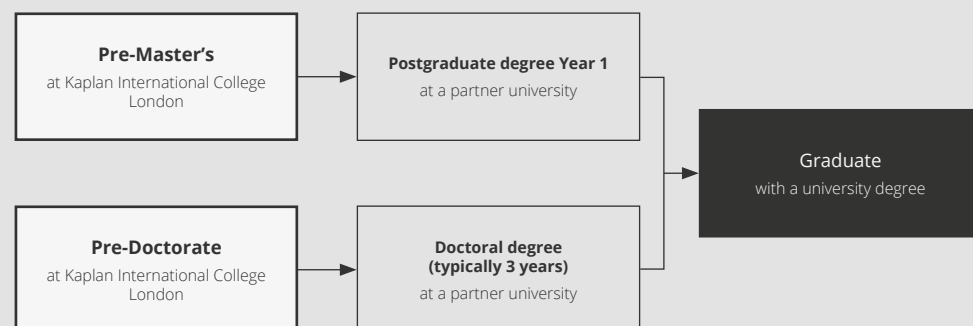 Pre-Master’s
at Kaplan International College
London
Postgraduate degree Year 1
at a partner university
Graduate
with a university degree
Pre-Doctorate
at Kaplan International College
London
Doctoral degree
(typically 3 years)
at a partner university